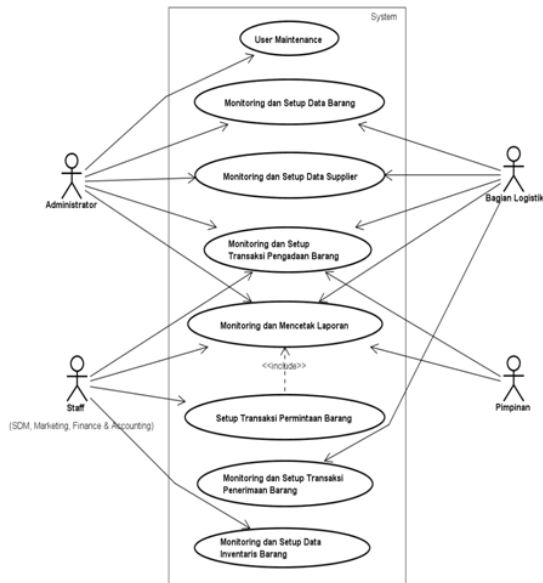 System
User Maintenance
Monitoring dan Setup Data Barang
Monitoring dan Setup Data Supplier
Administrator
Bagian Logistik
Monitoring dan Setup
Transaksi Pengadaan Barang
Monitoring dan Mencetak Laporan
<<include>>
Staff
(SDM, Marketing, Finance & Accounting)
Pimpinan
Setup Transaksi Permintaan Barang
Monitoring dan Setup Transaksi
Penerimaan Barang
Monitoring dan Setup Data
Inventaris Barang